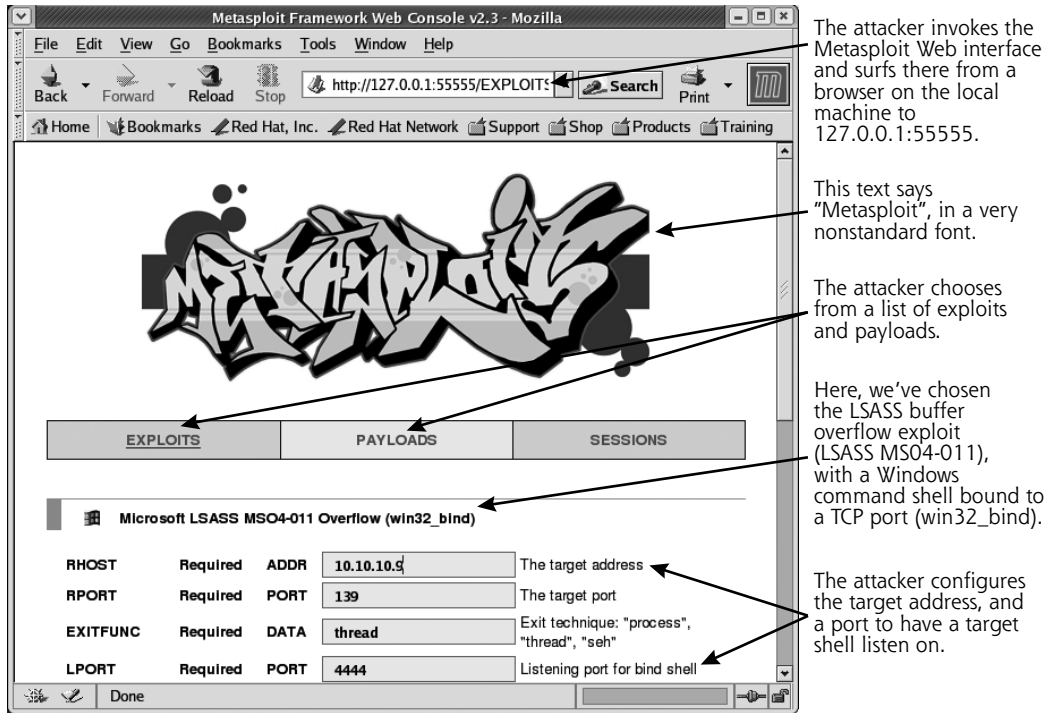 Metasploit Framework Web Console v2.3 - Mozilla
File Edit View Go Bookmarks Tools Window Help
Back Forward Reload Stop http://127.0.0.1:55555/EXPLOITS Search Print
Home Bookmarks Red Hat, Inc. Red Hat Network Support Shop Products Training
METASPLOIT
EXPLOITS PAYLOADS SESSIONS
Microsoft LSASS MSO4-011 Overflow (win32_bind)
RHOST Required ADDR 10.10.10.9 The target address
RPORT Required PORT 139 The target port
EXITFUNC Required DATA thread Exit technique: "process",
"thread", "seh"
LPORT Required PORT 4444 Listening port for bind shell
Done
The attacker invokes the
Metasploit Web interface
and surfs there from a
browser on the local
machine to
127.0.0.1:55555.
This text says
"Metasploit", in a very
nonstandard font.
The attacker chooses
from a list of exploits
and payloads.
Here, we've chosen
the LSASS buffer
overflow exploit
(LSASS MS04-011),
with a Windows
command shell bound to
a TCP port (win32_bind).
The attacker configures
the target address, and
a port to have a target
shell listen on.